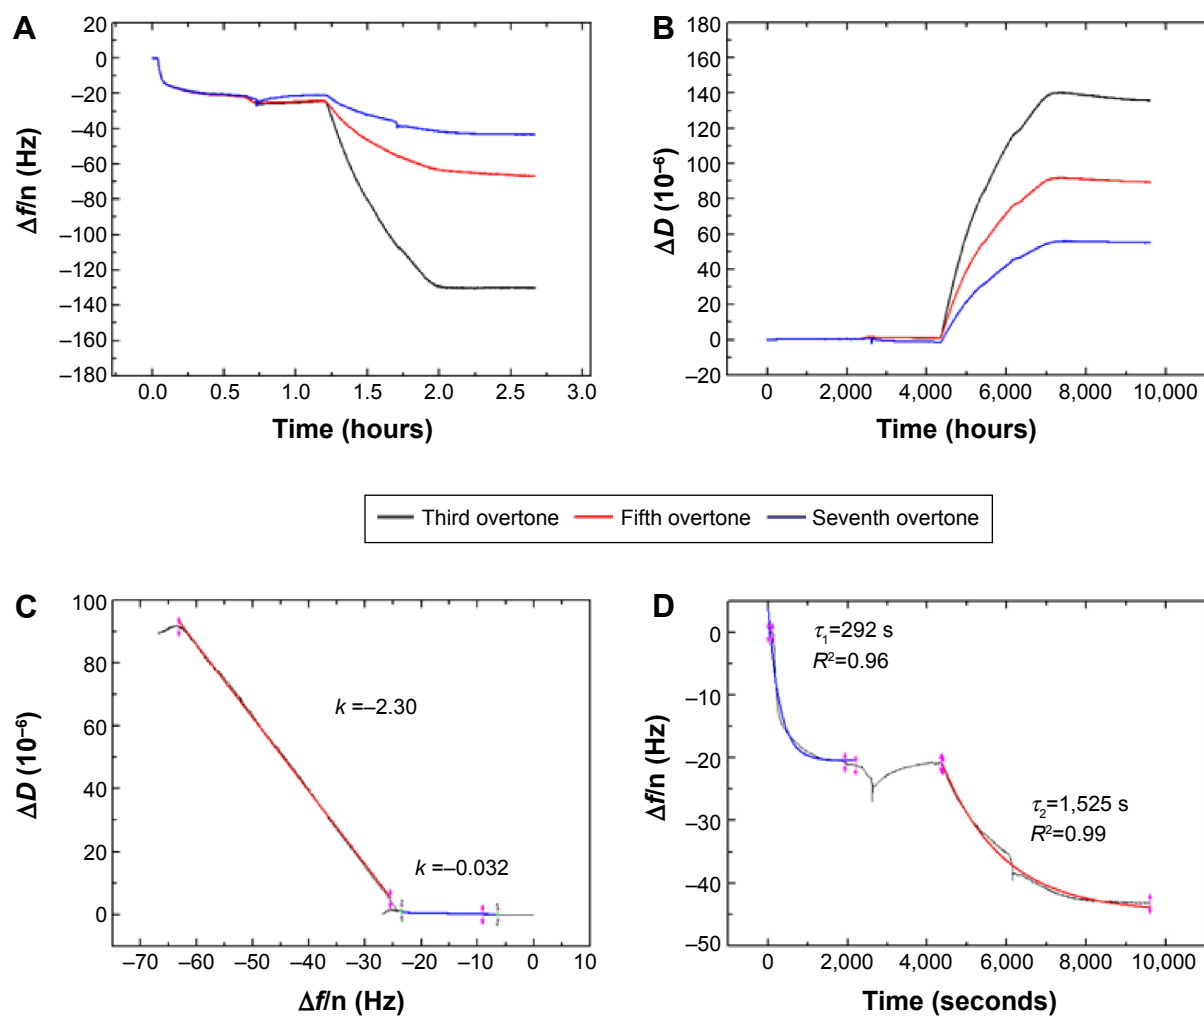 A
20
0
–20
–40
–60
–80
–100
–120
–140
–160
–180
Δf/n (Hz)
0.0
0.5
1.0
1.5
2.0
2.5
3.0
Time (hours)
B
160
140
120
100
80
60
40
20
0
–20
ΔD (10⁻⁶)
0
2,000
4,000
6,000
8,000
10,000
Time (hours)
Third overtone
Fifth overtone
Seventh overtone
C
100
80
60
40
20
0
ΔD (10⁻⁶)
k =–2.30
k =–0.032
–70
–60
–50
–40
–30
–20
–10
0
10
Δf/n (Hz)
D
0
–10
–20
–30
–40
–50
Δf/n (Hz)
τ₁=292 s
R²=0.96
τ₂=1,525 s
R²=0.99
0
2,000
4,000
6,000
8,000
10,000
Time (seconds)